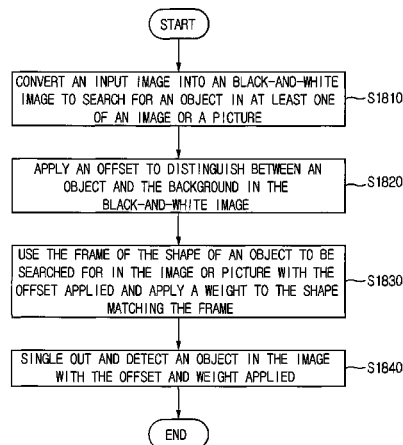 START
CONVERT AN INPUT IMAGE INTO AN BLACK-AND-WHITE
IMAGE TO SEARCH FOR AN OBJECT IN AT LEAST ONE
OF AN IMAGE OR A PICTURE
S1810
APPLY AN OFFSET TO DISTINGUISH BETWEEN AN
OBJECT AND THE BACKGROUND IN THE
BLACK-AND-WHITE IMAGE
S1820
USE THE FRAME OF THE SHAPE OF AN OBJECT TO BE
SEARCHED FOR IN THE IMAGE OR PICTURE WITH THE
OFFSET APPLIED AND APPLY A WEIGHT TO THE SHAPE
MATCHING THE FRAME
S1830
SINGLE OUT AND DETECT AN OBJECT IN THE IMAGE
WITH THE OFFSET AND WEIGHT APPLIED
S1840
END